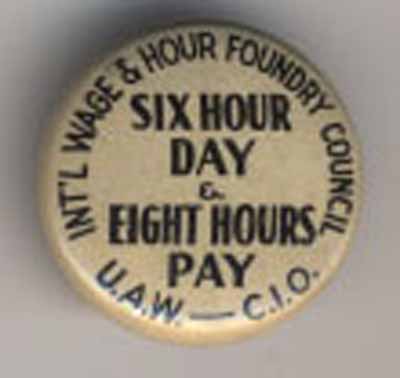 INT'L WAGE & HOUR FOUNDRY COUNCIL
SIX HOUR
DAY
&
EIGHT HOURS
PAY
U.A.W. — C.I.O.